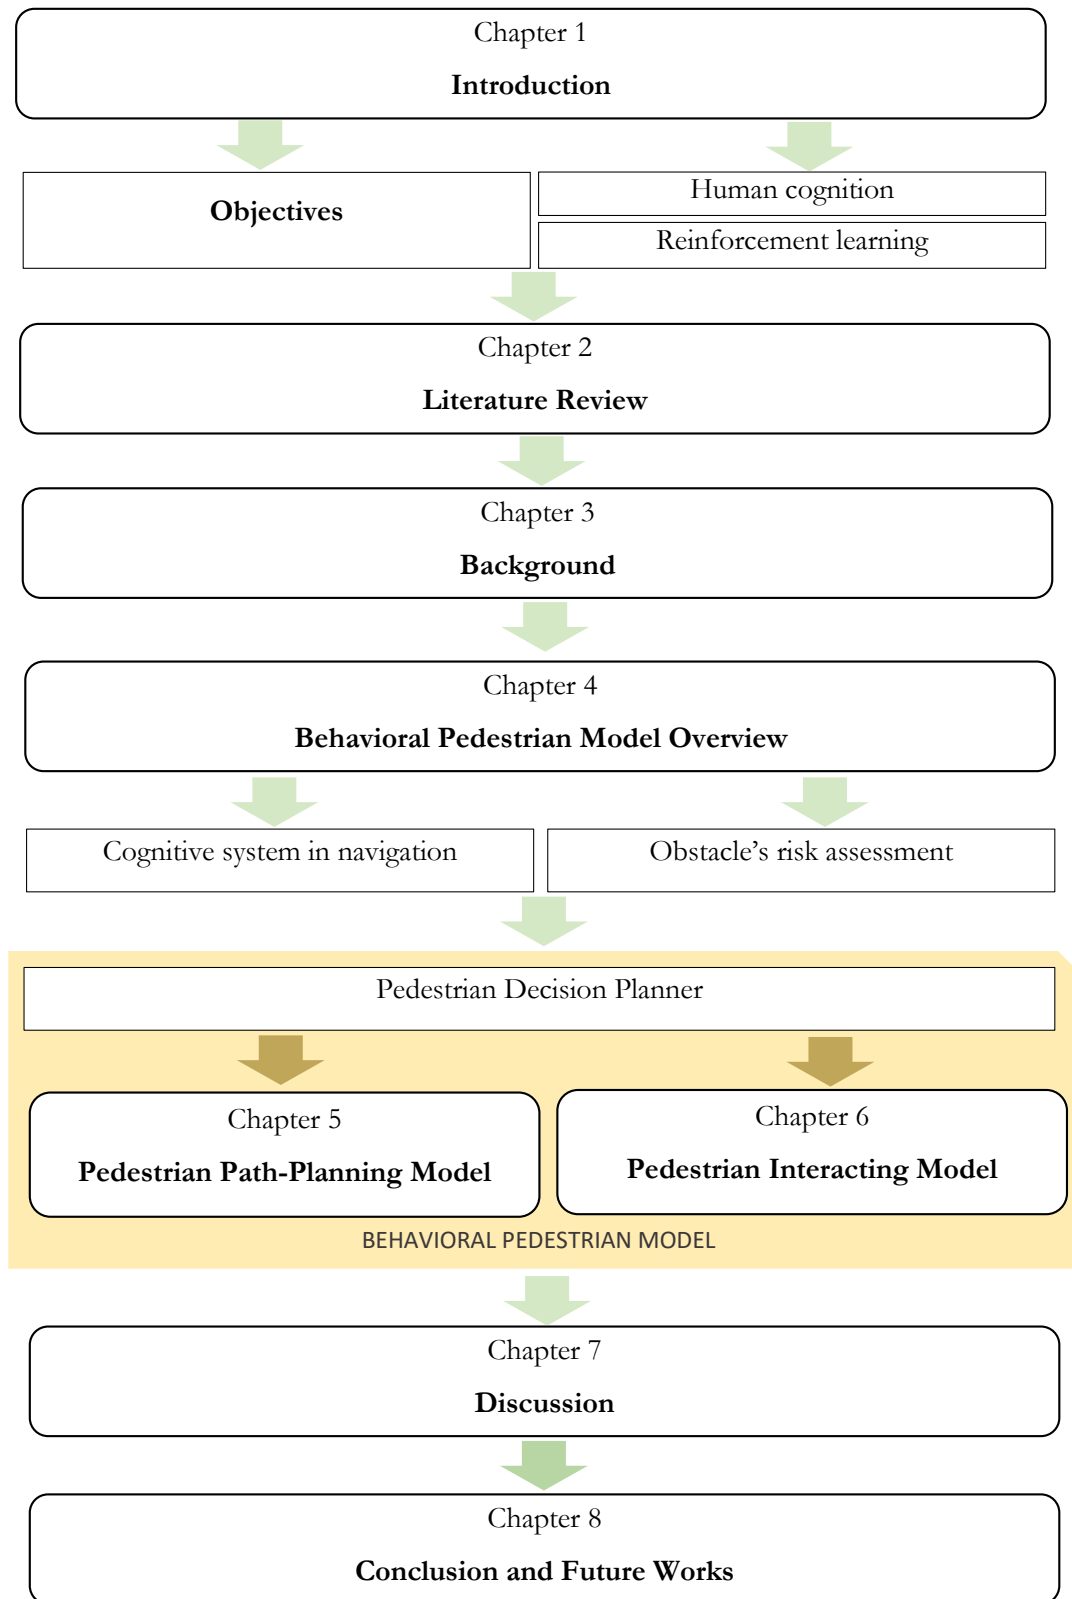 Chapter 1
Introduction
Objectives
Human cognition
Reinforcement learning
Chapter 2
Literature Review
Chapter 3
Background
Chapter 4
Behavioral Pedestrian Model Overview
Cognitive system in navigation
Obstacle’s risk assessment
Pedestrian Decision Planner
Chapter 5
Pedestrian Path-Planning Model
Chapter 6
Pedestrian Interacting Model
BEHAVIORAL PEDESTRIAN MODEL
Chapter 7
Discussion
Chapter 8
Conclusion and Future Works